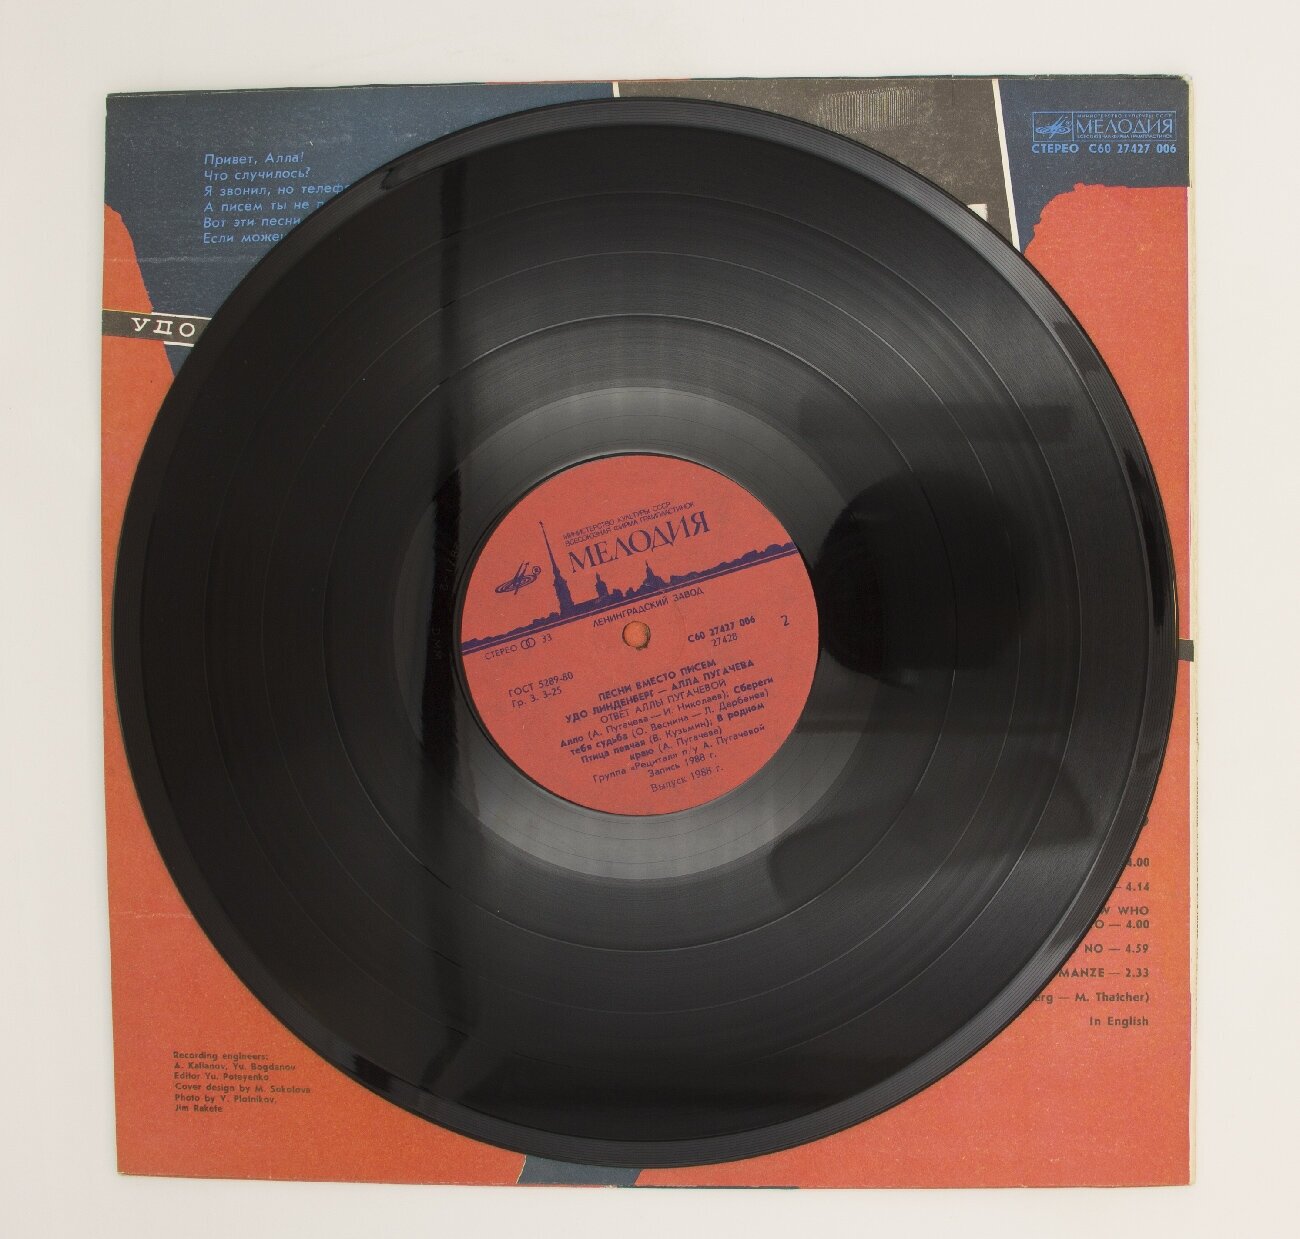 МИНИСТЕРСТВО КУЛЬТУРЫ СССР
МЕЛОДИЯ
СТЕРЕО С60 27427 006
Привет, Алла!
Что случилось?
Я звонил, но телеф
А писем ты не
Вот эти песни
Если може
УДО
МИНИСТЕРСТВО КУЛЬТУРЫ СССР
ВСЕСОЮЗНАЯ ФИРМА ГРАМПЛАСТИНОК
МЕЛОДИЯ
ЛЕНИНГРАДСКИЙ ЗАВОД
СТЕРЕО 33
С60 27427 006
27428
2
ГОСТ 5289-80
Гр. 3. 3-25
ПЕСНИ ВМЕСТО ПИСЕМ
УДО ЛИНДЕНБЕРГ — АЛЛА ПУГАЧЕВА
ОТВЕТ АЛЛЫ ПУГАЧЕВОЙ
Алло (А. Пугачева — И. Николаев); Сбереги
тебя судьба (О. Веснина — Л. Дербенев)
Птица певчая (В. Кузьмин); В родном
краю (А. Пугачева)
Группа «Рецитал» п/у А. Пугачевой
Запись 1988 г.
Выпуск 1988 г.
4.00
— 4.14
W WHO
O — 4.00
NO — 4.59
MANZE — 2.33
erg — M. Thatcher)
In English
Recording engineers:
A. Kalianov, Yu. Bogdanov
Editor Yu. Poteyenko
Cover design by M. Sokolova
Photo by V. Plotnikov,
Jim Rakete